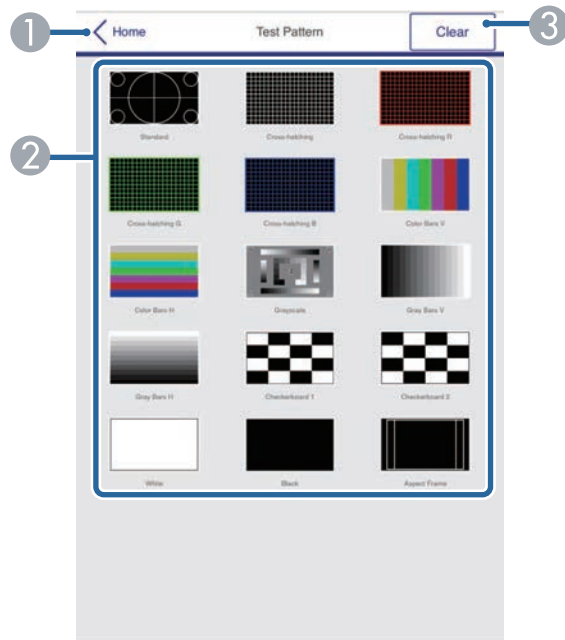 1
Home
Test Pattern
Clear
3
2
Standard
Cross-hatching
Cross-hatching R
Cross-hatching G
Cross-hatching B
Color Bars V
Color Bars H
Grayscale
Gray Bars V
Gray Bars H
Checkerboard 1
Checkerboard 2
White
Black
Aspect Frame